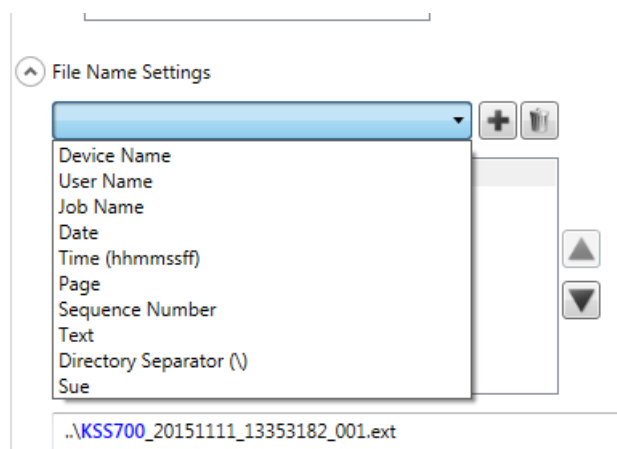 File Name Settings
Device Name
User Name
Job Name
Date
Time (hhmmssff)
Page
Sequence Number
Text
Directory Separator (\)
Sue
..\KSS700_20151111_13353182_001.ext